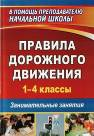 В ПОМОЩЬ ПРЕПОДАВАТЕЛЮ
НАЧАЛЬНОЙ ШКОЛЫ
ПРАВИЛА
ДОРОЖНОГО
ДВИЖЕНИЯ
1–4 классы
Занимательные занятия